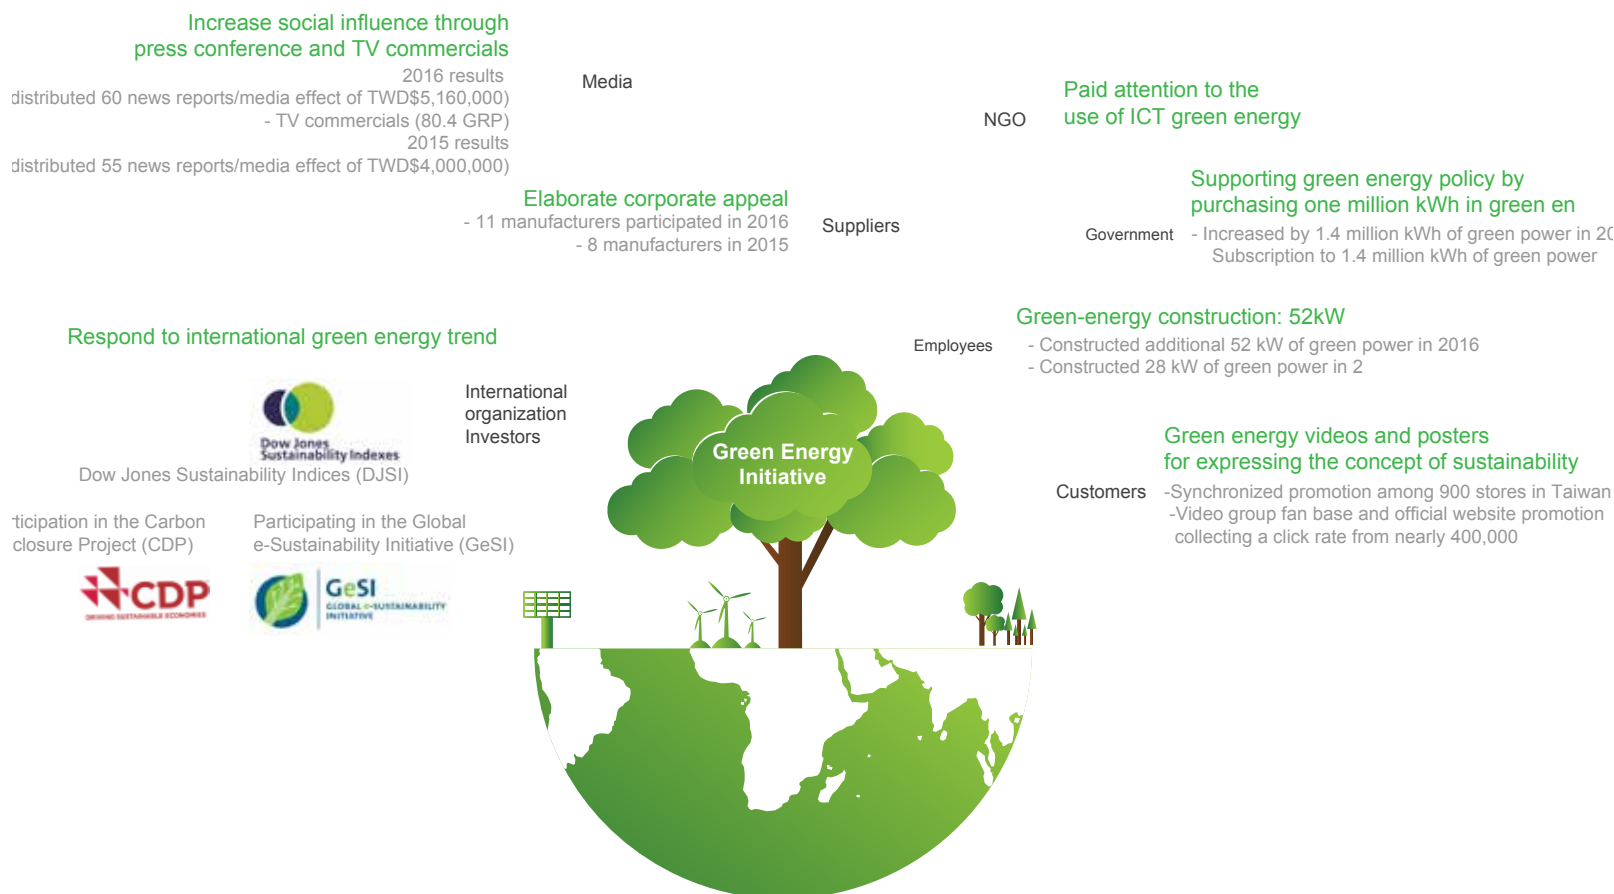 Increase social influence through
press conference and TV commercials
2016 results
distributed 60 news reports/media effect of TWD$5,160,000)
- TV commercials (80.4 GRP)
2015 results
distributed 55 news reports/media effect of TWD$4,000,000)
Media
Paid attention to the
use of ICT green energy
NGO
Elaborate corporate appeal
- 11 manufacturers participated in 2016
- 8 manufacturers in 2015
Suppliers
Supporting green energy policy by
purchasing one million kWh in green en
Government
- Increased by 1.4 million kWh of green power in 20
Subscription to 1.4 million kWh of green power
Respond to international green energy trend
International
organization
Investors
Dow Jones
Sustainability Indexes
Dow Jones Sustainability Indices (DJSI)
ticipation in the Carbon
closure Project (CDP)
CDP
DRIVING SUSTAINABLE ECONOMIES
Participating in the Global
e-Sustainability Initiative (GeSI)
GeSI
GLOBAL e-SUSTAINABILITY
INITIATIVE
Green-energy construction: 52kW
Employees
- Constructed additional 52 kW of green power in 2016
- Constructed 28 kW of green power in 2
Green Energy
Initiative
Green energy videos and posters
for expressing the concept of sustainability
Customers
-Synchronized promotion among 900 stores in Taiwan
-Video group fan base and official website promotion
collecting a click rate from nearly 400,000